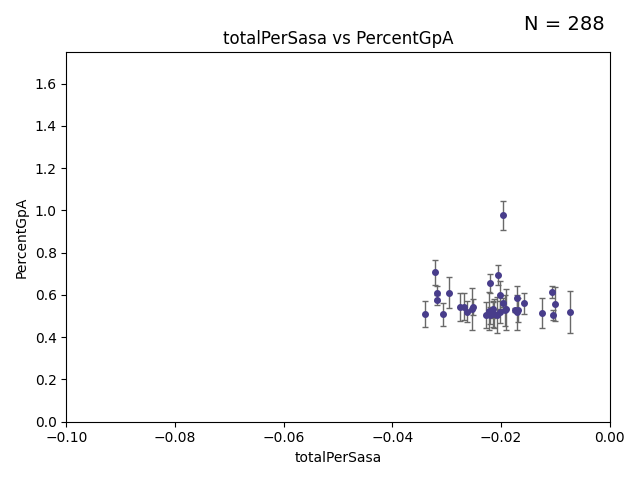 N = 288
totalPerSasa vs PercentGpA
1.6
1.4
1.2
1.0
0.8
0.6
0.4
0.2
0.0
PercentGpA
−0.10 −0.08 −0.06 −0.04 −0.02 0.00
totalPerSasa